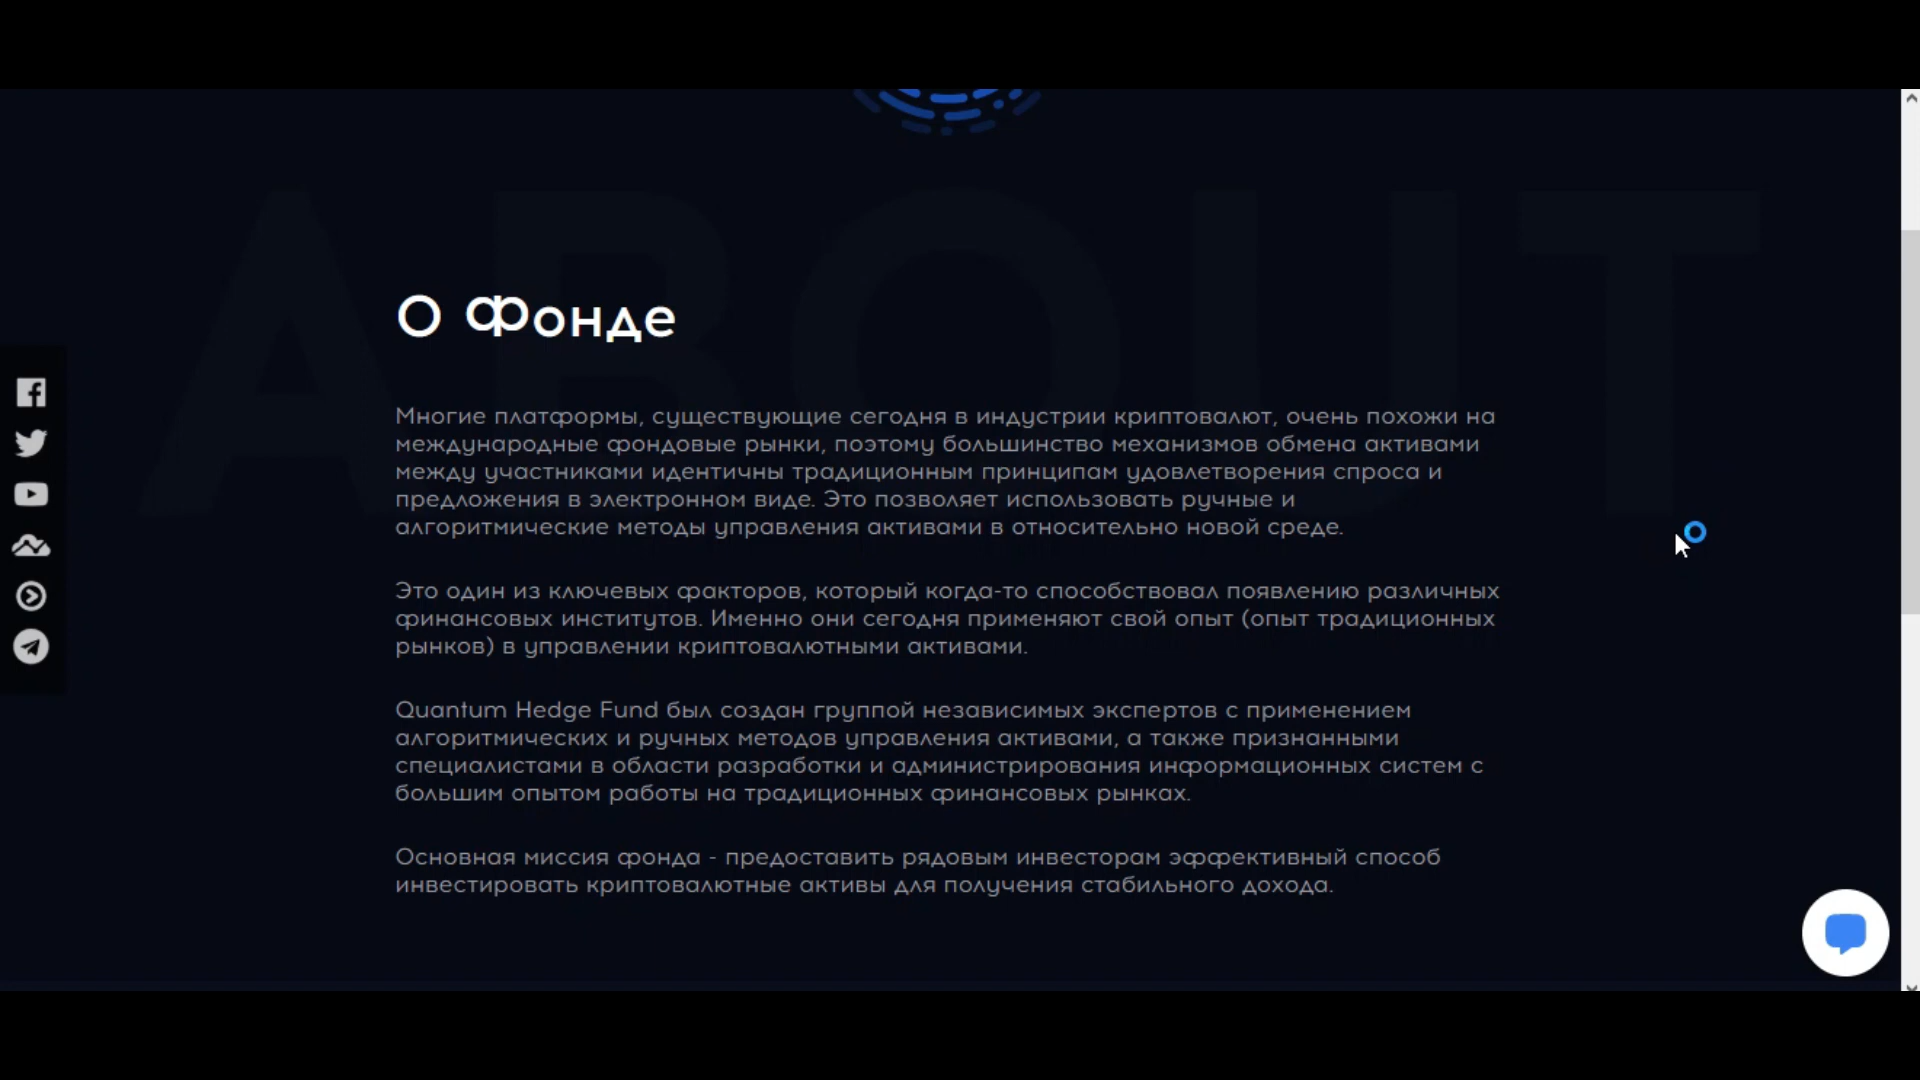 ABOUT
О Фонде
Многие платформы, существующие сегодня в индустрии криптовалют, очень похожи на
международные фондовые рынки, поэтому большинство механизмов обмена активами
между участниками идентичны традиционным принципам удовлетворения спроса и
предложения в электронном виде. Это позволяет использовать ручные и
алгоритмические методы управления активами в относительно новой среде.
Это один из ключевых факторов, который когда-то способствовал появлению различных
финансовых институтов. Именно они сегодня применяют свой опыт (опыт традиционных
рынков) в управлении криптовалютными активами.
Quantum Hedge Fund был создан группой независимых экспертов с применением
алгоритмических и ручных методов управления активами, а также признанными
специалистами в области разработки и администрирования информационных систем с
большим опытом работы на традиционных финансовых рынках.
Основная миссия фонда - предоставить рядовым инвесторам эффективный способ
инвестировать криптовалютные активы для получения стабильного дохода.